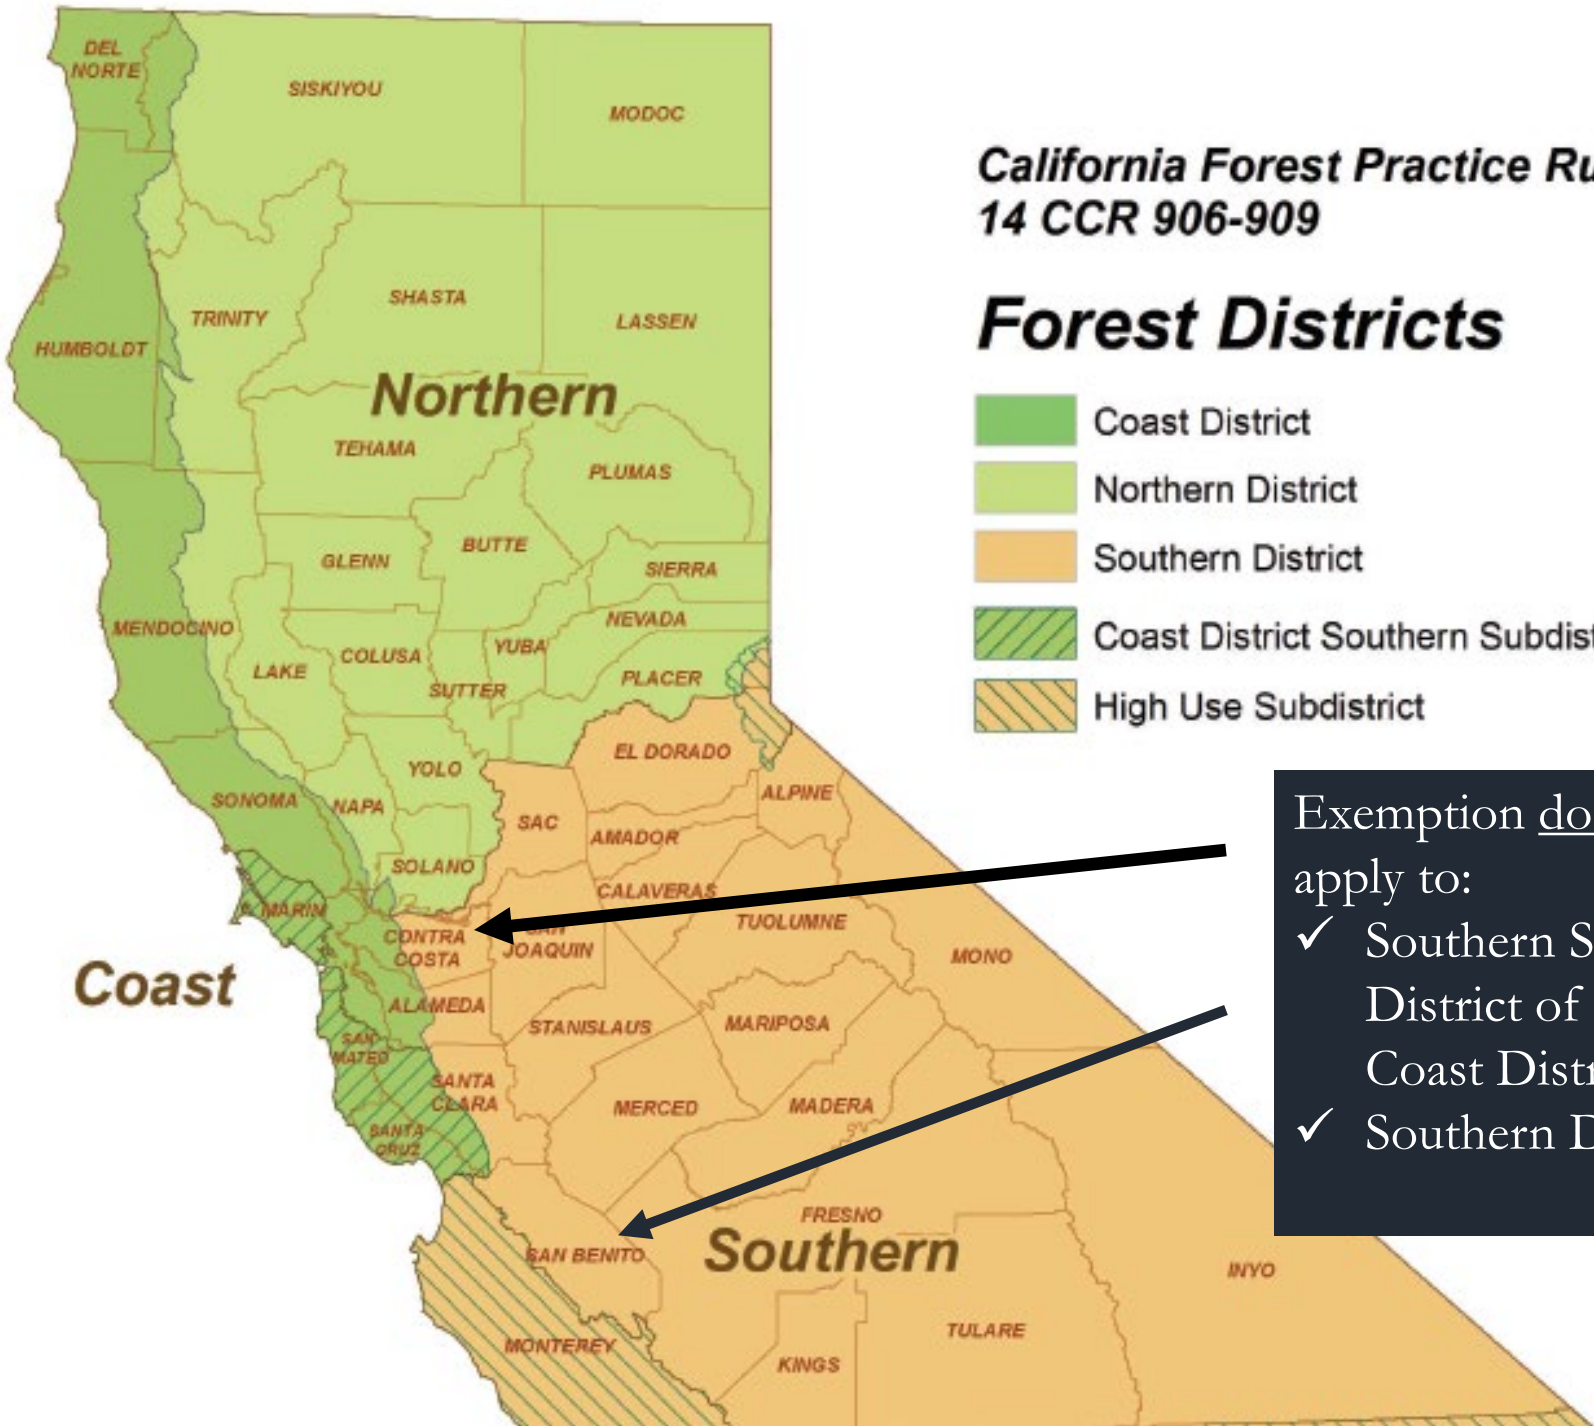 DEL
NORTE
SISKIYOU
MODOC
California Forest Practice Ru
14 CCR 906-909
Forest Districts
Coast District
Northern District
Southern District
Coast District Southern Subdist
High Use Subdistrict
TRINITY
SHASTA
LASSEN
HUMBOLDT
Northern
TEHAMA
PLUMAS
GLENN
BUTTE
SIERRA
MENDOCINO
NEVADA
YUBA
COLUSA
LAKE
SUTTER
PLACER
YOLO
EL DORADO
SONOMA
NAPA
ALPINE
SAC
AMADOR
SOLANO
CALAVERAS
MARIN
TUOLUMNE
CONTRA
COSTA
SAN
JOAQUIN
MONO
Coast
ALAMEDA
STANISLAUS
MARIPOSA
SAN
MATEO
SANTA
CLARA
MERCED
MADERA
SANTA
CRUZ
FRESNO
Southern
SAN BENITO
INYO
MONTEREY
TULARE
KINGS
Exemption do
apply to:
✓ Southern S
District of
Coast Distr
✓ Southern D